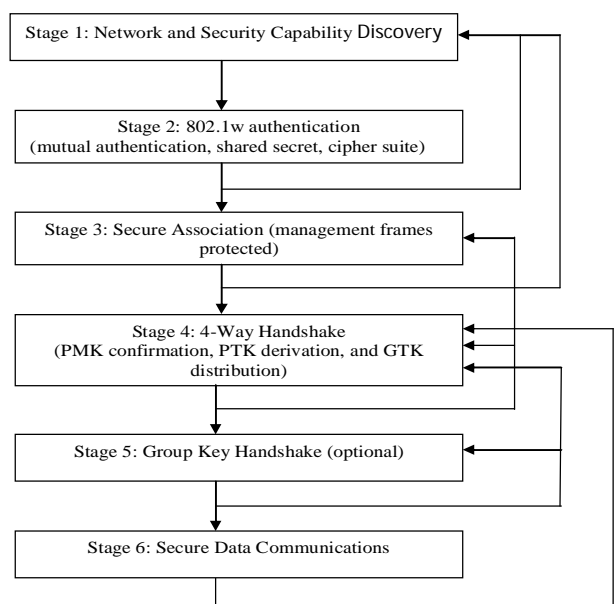 Stage 1: Network and Security Capability Discovery
Stage 2: 802.1w authentication
(mutual authentication, shared secret, cipher suite)
Stage 3: Secure Association (management frames
protected)
Stage 4: 4-Way Handshake
(PMK confirmation, PTK derivation, and GTK
distribution)
Stage 5: Group Key Handshake (optional)
Stage 6: Secure Data Communications